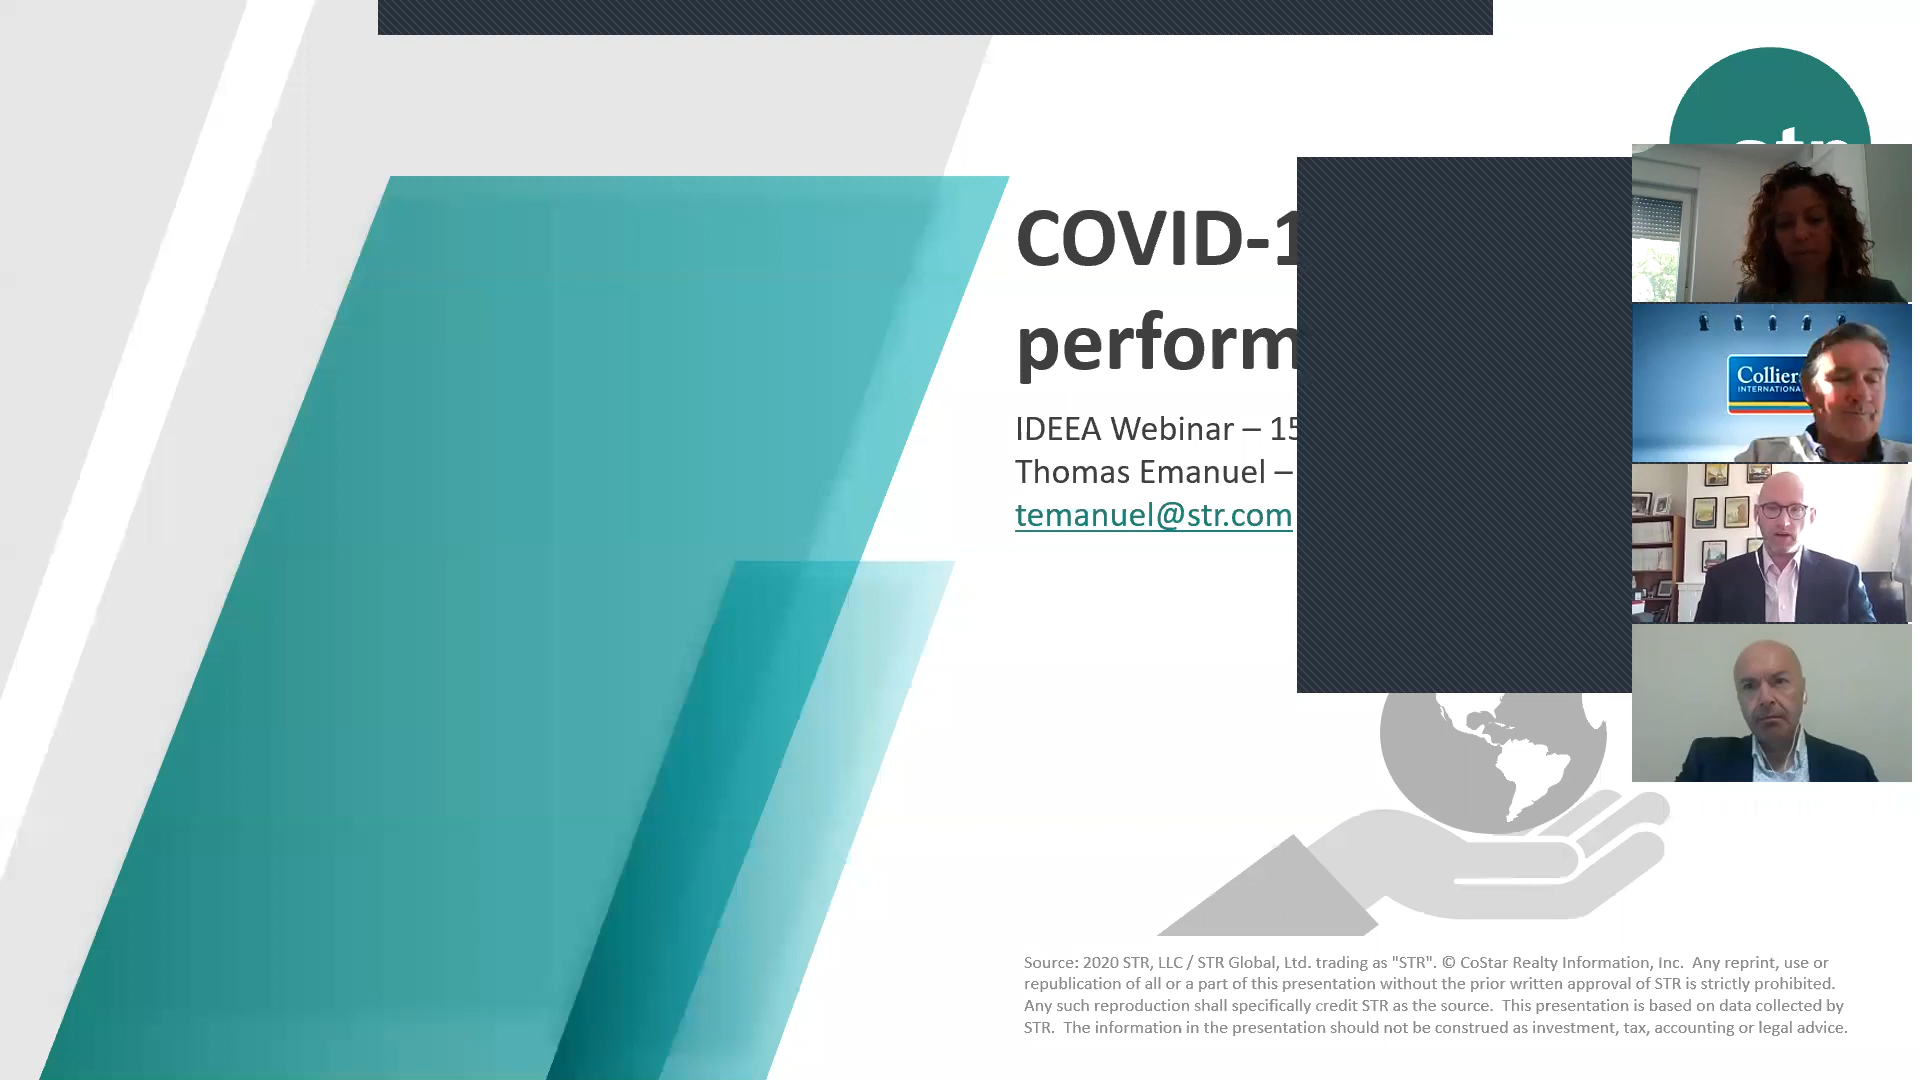 str
COVID-1
perform
IDEEA Webinar – 15
Thomas Emanuel –
temanuel@str.com
Collier
INTERNATIONA
Source: 2020 STR, LLC / STR Global, Ltd. trading as "STR". © CoStar Realty Information, Inc. Any reprint, use or
republication of all or a part of this presentation without the prior written approval of STR is strictly prohibited.
Any such reproduction shall specifically credit STR as the source. This presentation is based on data collected by
STR. The information in the presentation should not be construed as investment, tax, accounting or legal advice.